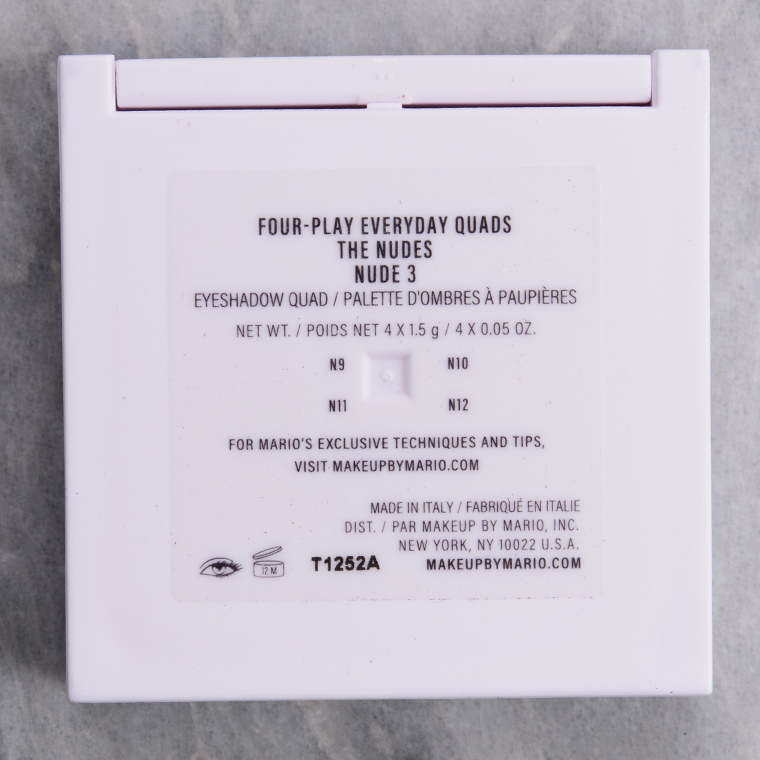 FOUR-PLAY EVERYDAY QUADS
THE NUDES
NUDE 3
EYESHADOW QUAD / PALETTE D'OMBRES À PAUPIÈRES
NET WT. / POIDS NET 4 X 1.5 g / 4 X 0.05 OZ.
N9 N10
N11 N12
FOR MARIO'S EXCLUSIVE TECHNIQUES AND TIPS,
VISIT MAKEUPBYMARIO.COM
MADE IN ITALY / FABRIQUÉ EN ITALIE
DIST. / PAR MAKEUP BY MARIO, INC.
NEW YORK, NY 10022 U.S.A.
12 M T1252A MAKEUPBYMARIO.COM